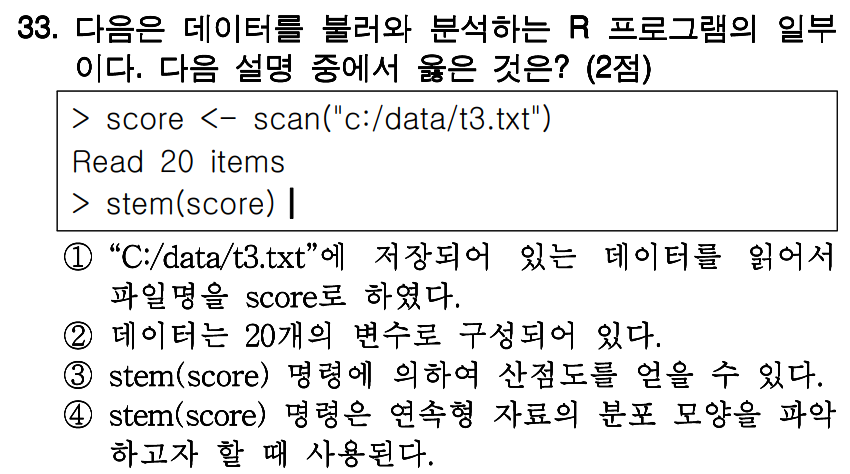 33. 다음은 데이터를 불러와 분석하는 R 프로그램의 일부
이다. 다음 설명 중에서 옳은 것은? (2점)
> score <- scan("c:/data/t3.txt")
Read 20 items
> stem(score)
① “C:/data/t3.txt”에 저장되어 있는 데이터를 읽어서
파일명을 score로 하였다.
② 데이터는 20개의 변수로 구성되어 있다.
③ stem(score) 명령에 의하여 산점도를 얻을 수 있다.
④ stem(score) 명령은 연속형 자료의 분포 모양을 파악
하고자 할 때 사용된다.